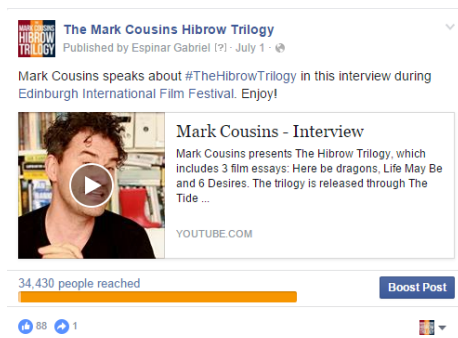 MARK COUSINS
HIBROW
TRILOGY
The Mark Cousins Hibrow Trilogy
Published by Espinar Gabriel [?] · July 1 ·
Mark Cousins speaks about #TheHibrowTrilogy in this interview during
Edinburgh International Film Festival. Enjoy!
Mark Cousins - Interview
Mark Cousins presents The Hibrow Trilogy, which
includes 3 film essays: Here be dragons, Life May Be
and 6 Desires. The trilogy is released through The
Tide ...
YOUTUBE.COM
34,430 people reached
Boost Post
88 1